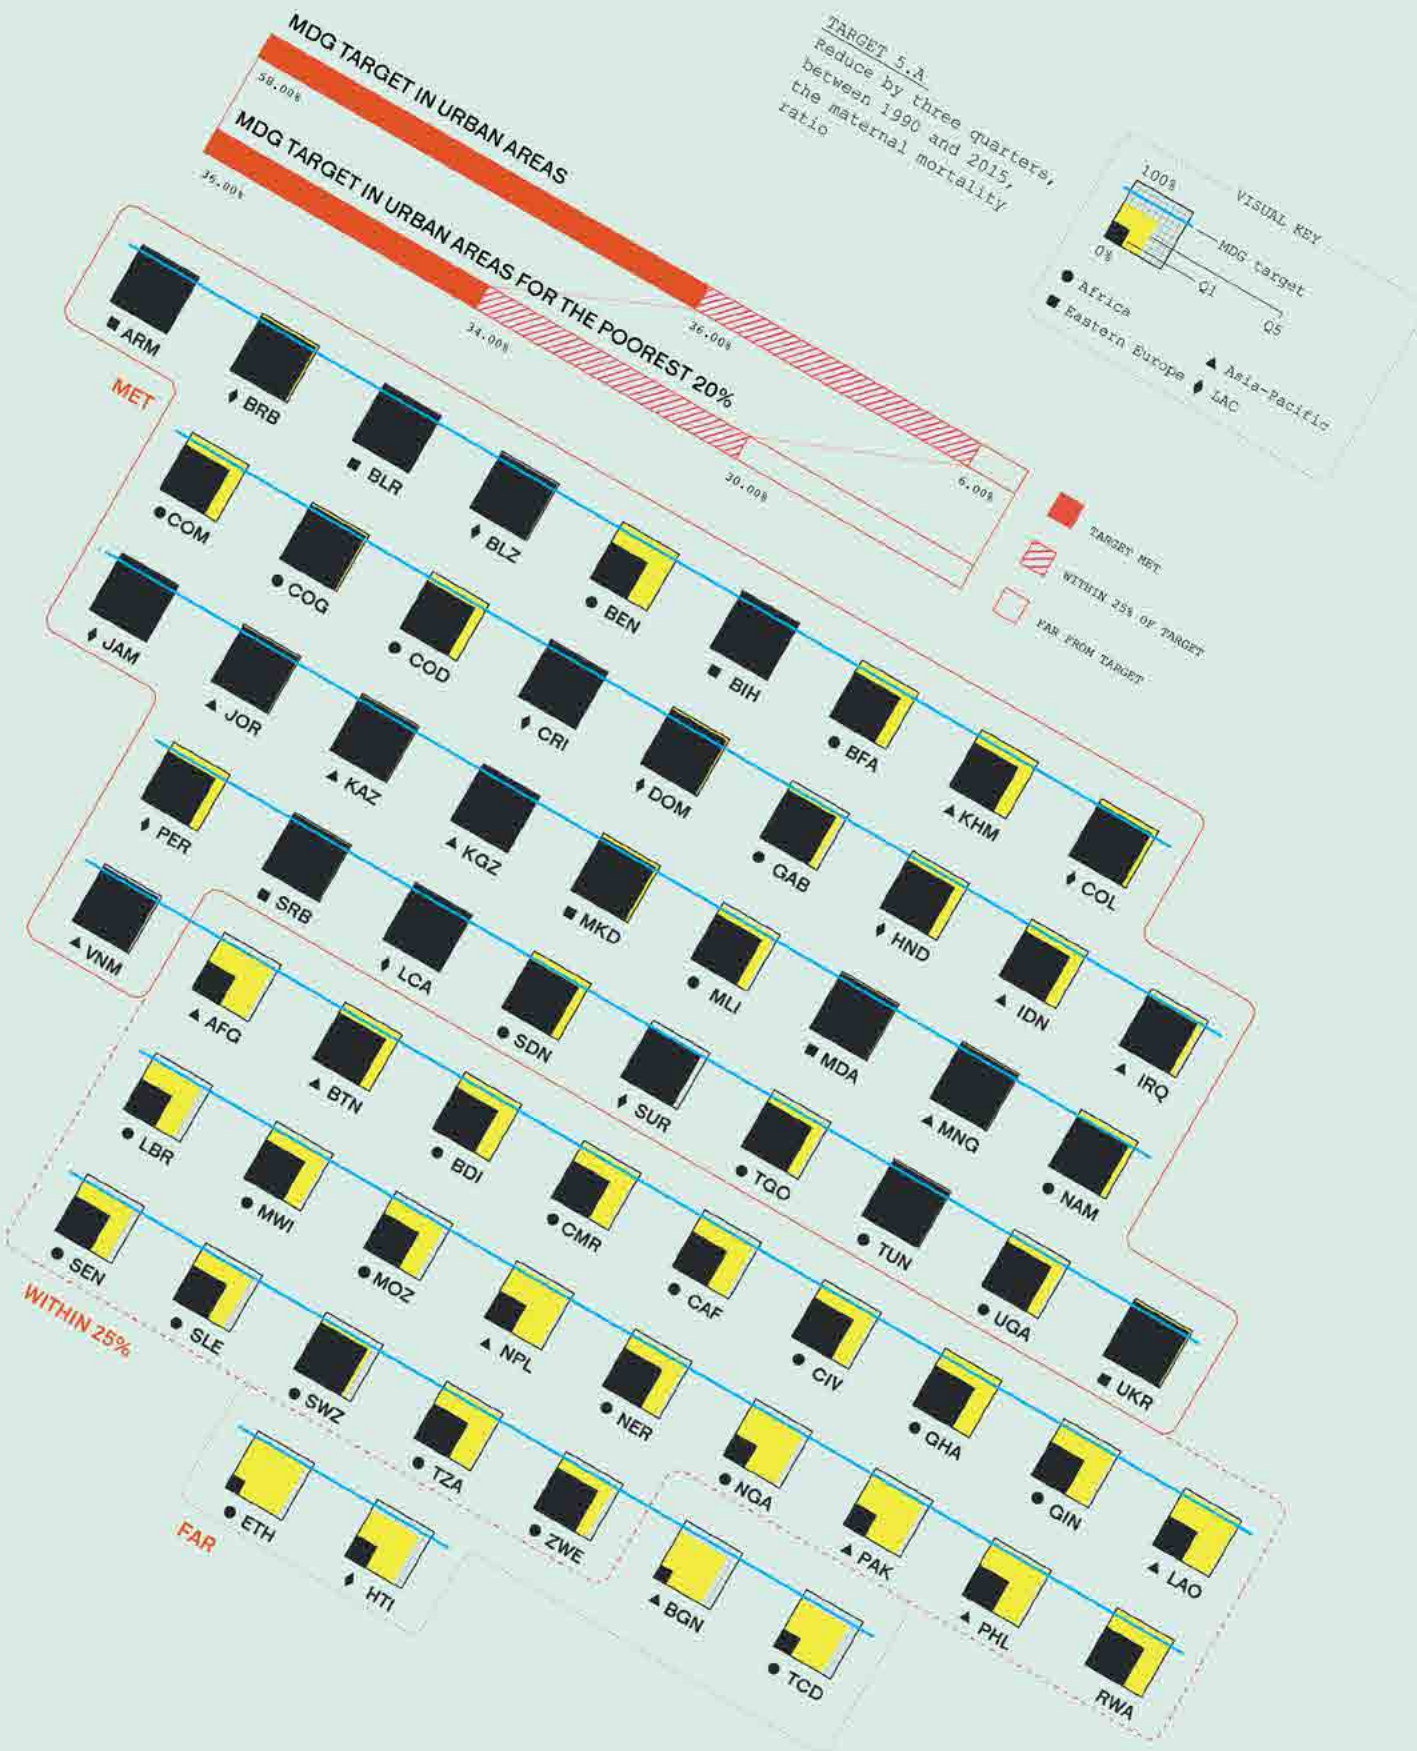 MDG TARGET IN URBAN AREAS
58.00%
36.00%
6.00%
MDG TARGET IN URBAN AREAS FOR THE POOREST 20%
36.00%
34.00%
30.00%
TARGET 5.A
Reduce by three quarters,
between 1990 and 2015,
the maternal mortality
ratio
VISUAL KEY
100%
MDG target
0%
Q1
Q5
Africa
Eastern Europe
Asia-Pacific
LAC
TARGET MET
WITHIN 25% OF TARGET
FAR FROM TARGET
MET
ARM
BRB
BLR
BLZ
BEN
BIH
BFA
KHM
COL
COM
COG
COD
CRI
DOM
GAB
HND
IDN
IRQ
JAM
JOR
KAZ
KGZ
MKD
MLI
MDA
MNG
NAM
PER
SRB
LCA
SDN
SUR
TGO
TUN
UGA
UKR
VNM
WITHIN 25%
AFG
BTN
BDI
CMR
CAF
CIV
GHA
GIN
LAO
LBR
MWI
MOZ
NPL
NER
NGA
PAK
PHL
RWA
SEN
SLE
SWZ
TZA
ZWE
FAR
BGN
TCD
ETH
HTI